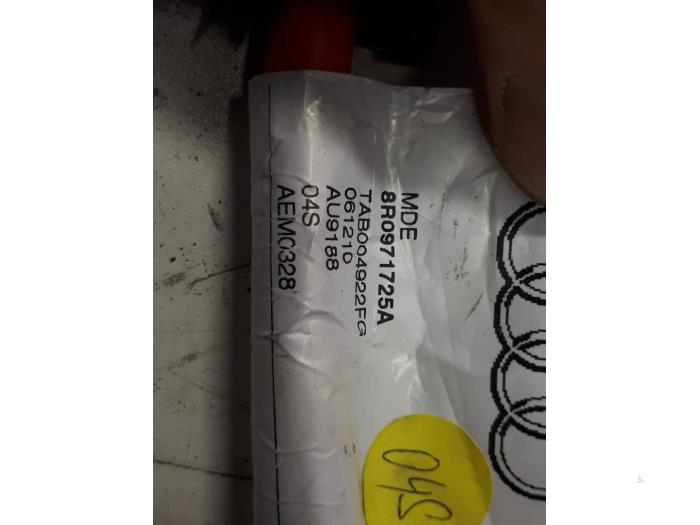 MDE
8R0971725A
TAB004922FG
061210
AU9188
04S
AEM0328
04S